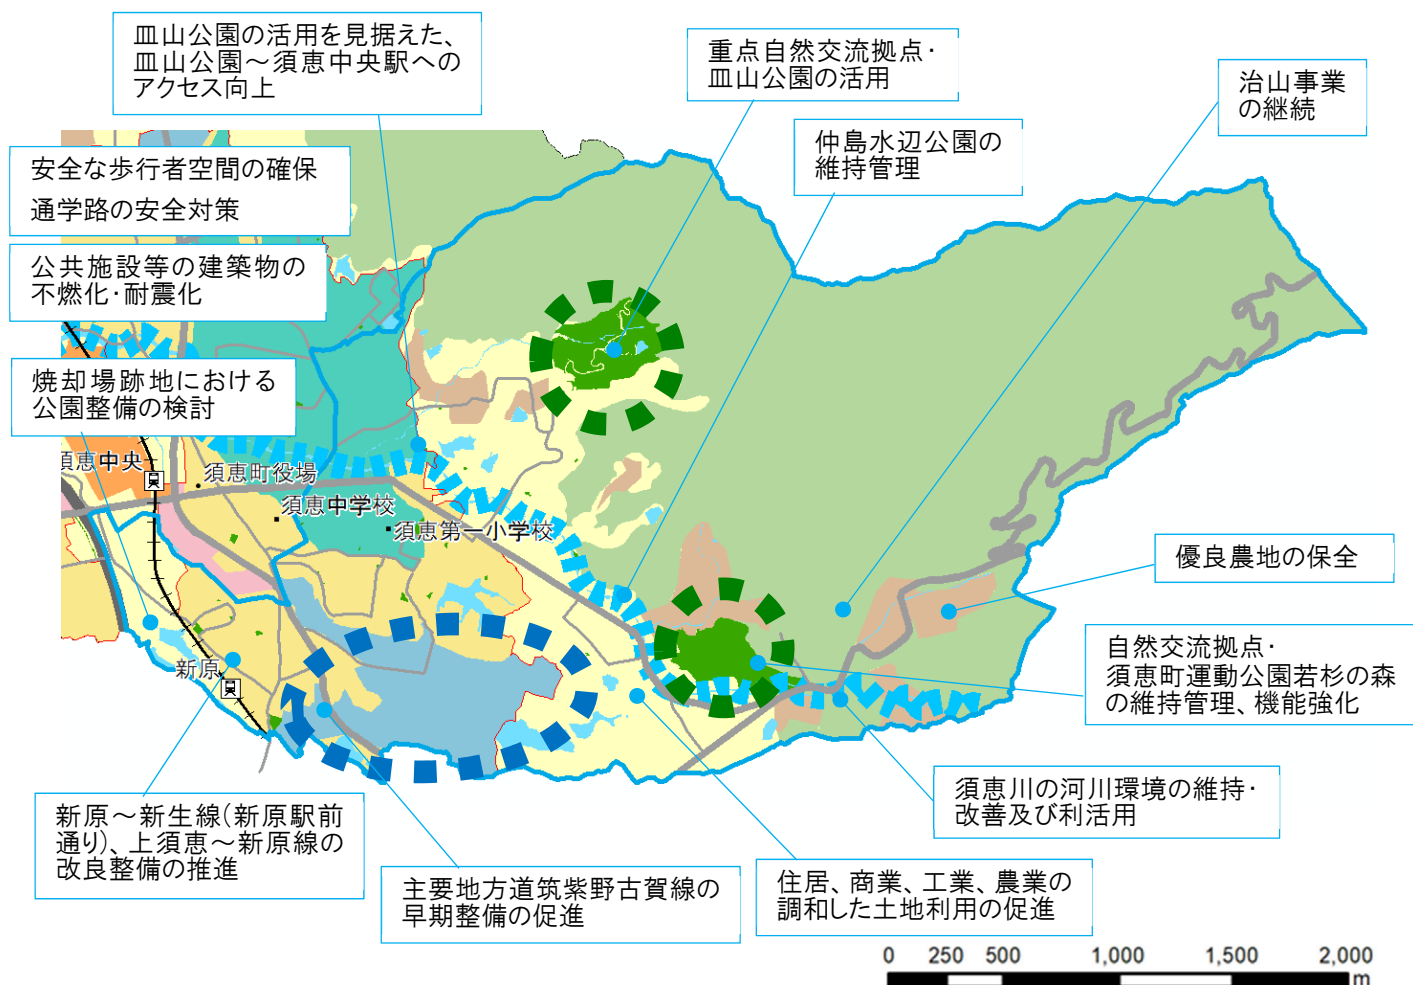 皿山公園の活用を見据えた、
皿山公園～須恵中央駅への
アクセス向上
重点自然交流拠点・
皿山公園の活用
治山事業
の継続
仲島水辺公園の
維持管理
安全な歩行者空間の確保
通学路の安全対策
公共施設等の建築物の
不燃化・耐震化
焼却場跡地における
公園整備の検討
須恵中央
須恵町役場
須恵中学校
須恵第一小学校
新原
優良農地の保全
自然交流拠点・
須恵町運動公園若杉の森
の維持管理、機能強化
須恵川の河川環境の維持・
改善及び利活用
新原～新生線（新原駅前
通り）、上須恵～新原線の
改良整備の推進
主要地方道筑紫野古賀線の
早期整備の促進
住居、商業、工業、農業の
調和した土地利用の促進
0 250 500 1,000 1,500 2,000
m